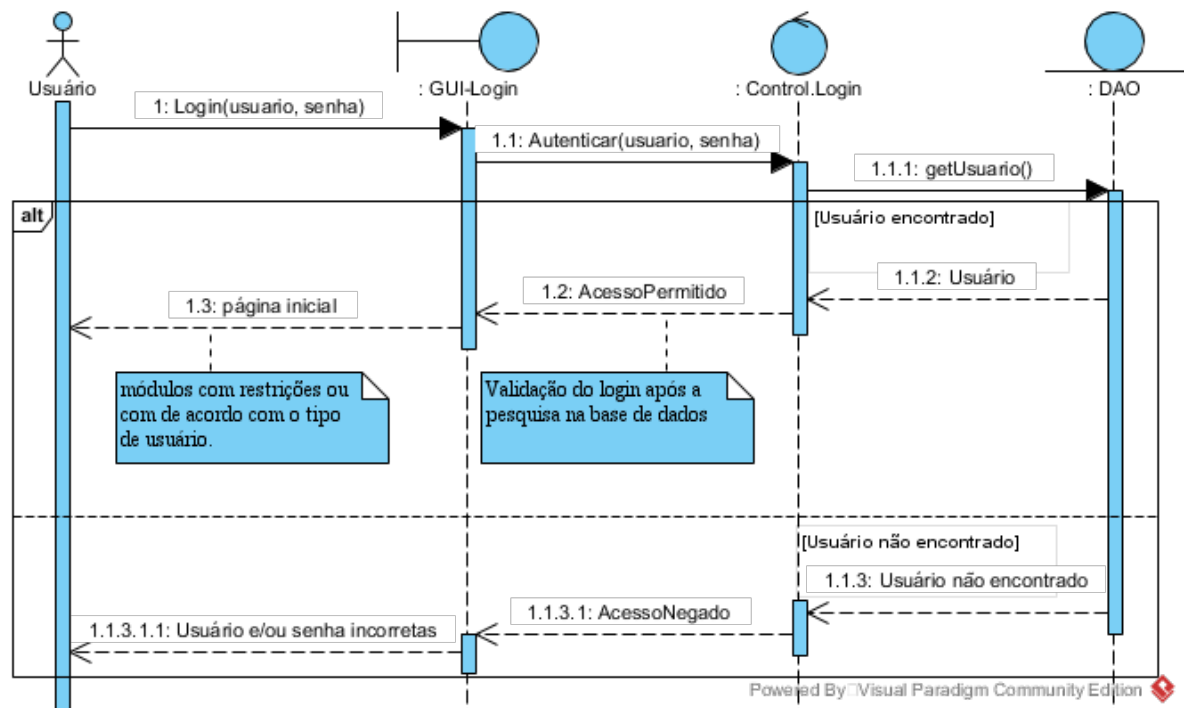 Usuário
: GUI-Login
: Control.Login
: DAO
1: Login(usuario, senha)
1.1: Autenticar(usuario, senha)
1.1.1: getUsuario()
alt
[Usuário encontrado]
1.1.2: Usuário
1.2: AcessoPermitido
1.3: página inicial
módulos com restrições ou
com de acordo com o tipo
de usuário.
Validação do login após a
pesquisa na base de dados
[Usuário não encontrado]
1.1.3: Usuário não encontrado
1.1.3.1: AcessoNegado
1.1.3.1.1: Usuário e/ou senha incorretas
Powered By Visual Paradigm Community Edition